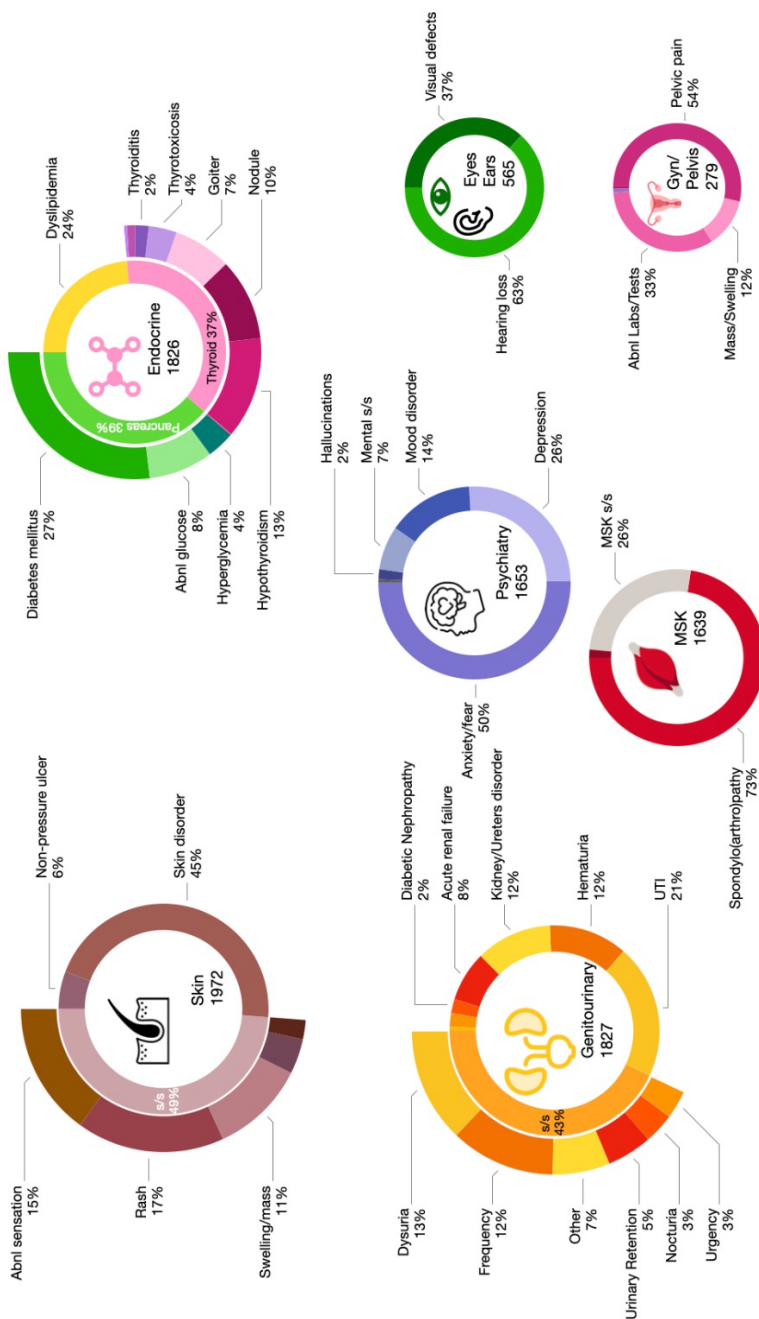 Abnl sensation
15%
Rash
17%
Swelling/mass
11%
s/s
49%
Skin
1972
Non-pressure ulcer
6%
Skin disorder
45%
Diabetes mellitus
27%
Abnl glucose
8%
Hyperglycemia
4%
Hypothyroidism
13%
Pancreas 39%
Endocrine
1826
Thyroid 37%
Dyslipidemia
24%
Thyroiditis
2%
Thyrotoxicosis
4%
Goiter
7%
Nodule
10%
Dysuria
13%
Frequency
12%
Other
7%
Urinary Retention
5%
Nocturia
3%
Urgency
3%
s/s
43%
Genitourinary
1827
Diabetic Nephropathy
2%
Acute renal failure
8%
Kidney/Ureters disorder
12%
Hematuria
12%
UTI
21%
Anxiety/fear
50%
Psychiatry
1653
Hallucinations
2%
Mental s/s
7%
Mood disorder
14%
Depression
26%
Spondylo(arthro)pathy
73%
MSK
1639
MSK s/s
26%
Hearing loss
63%
Eyes
Ears
565
Visual defects
37%
Abnl Labs/Tests
33%
Mass/Swelling
12%
Gyn/
Pelvis
279
Pelvic pain
54%